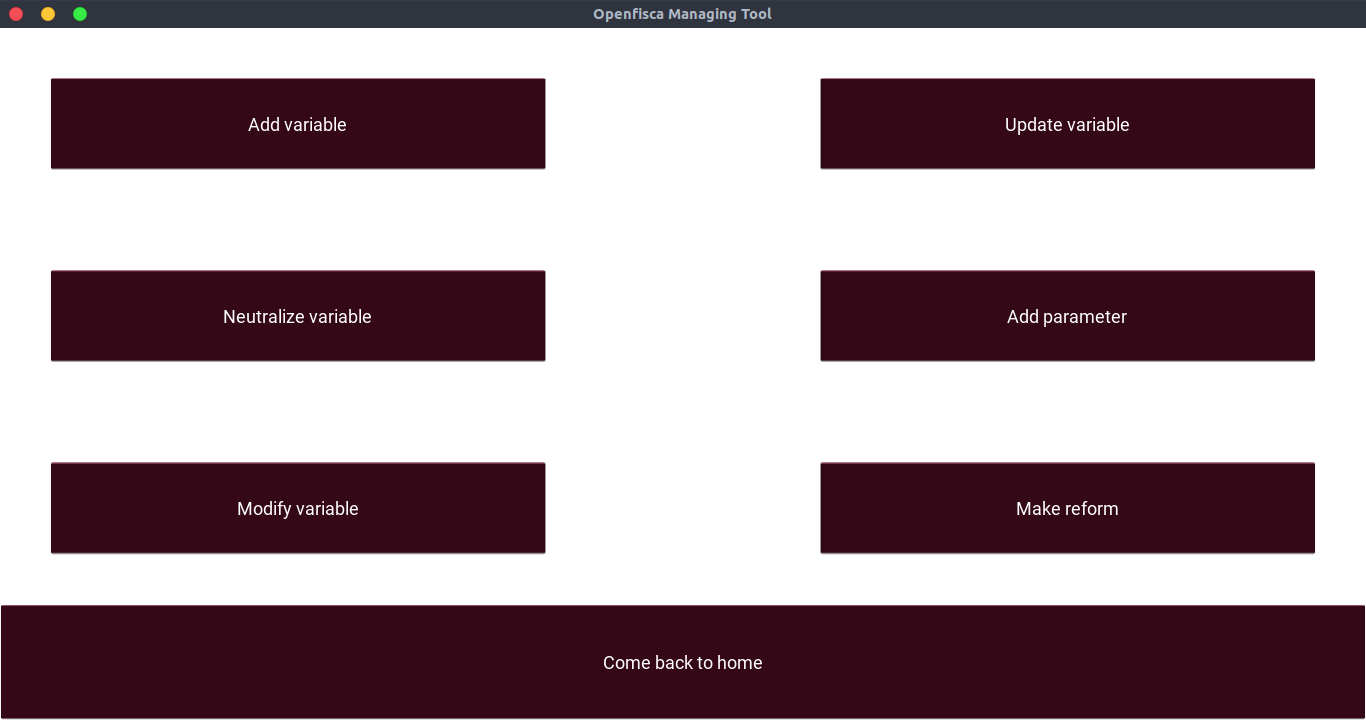 Openfisca Managing Tool
Add variable
Update variable
Neutralize variable
Add parameter
Modify variable
Make reform
Come back to home